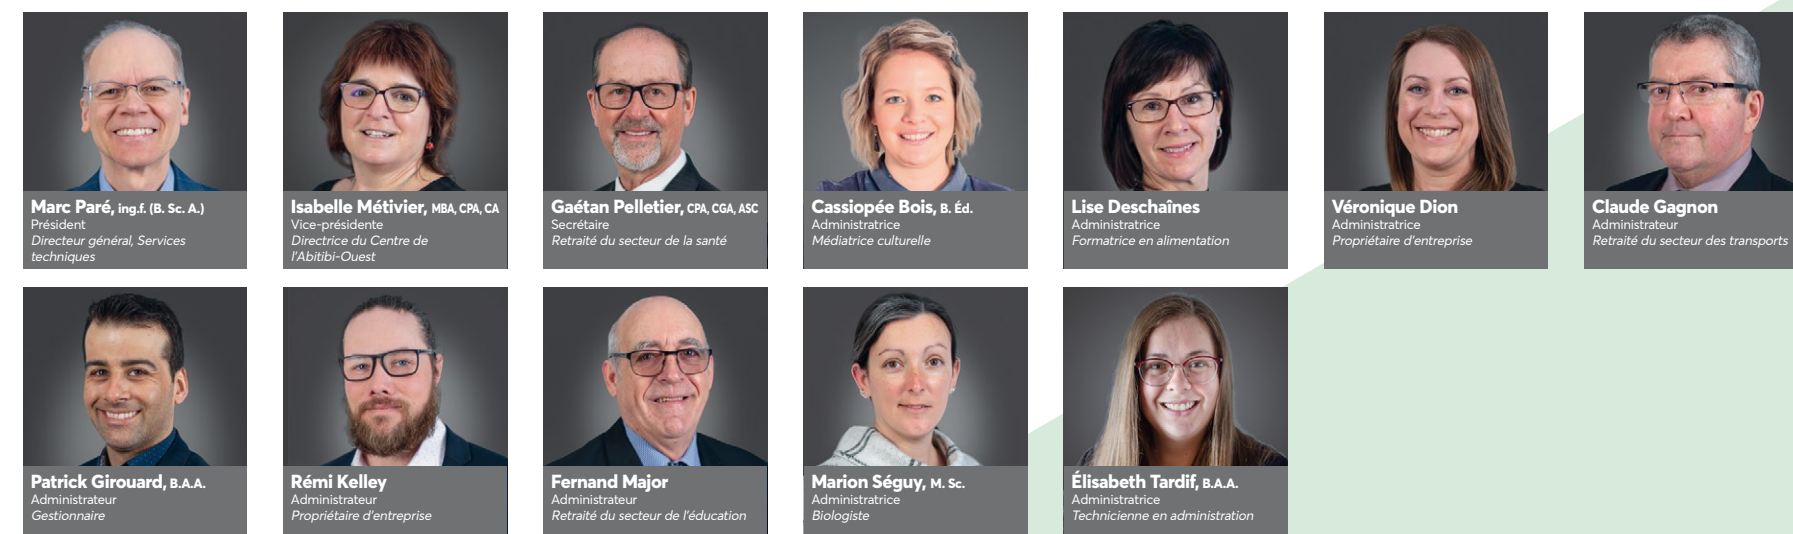 Marc Paré, ing.f. (B. Sc. A.)
Président
Directeur général, Services
techniques
Isabelle Métivier, MBA, CPA, CA
Vice-présidente
Directrice du Centre de
l'Abitibi-Ouest
Gaétan Pelletier, CPA, CGA, ASC
Secrétaire
Retraité du secteur de la santé
Cassiopée Bois, B. Éd.
Administratrice
Médiatrice culturelle
Lise Deschaînes
Administratrice
Formatrice en alimentation
Véronique Dion
Administratrice
Propriétaire d'entreprise
Claude Gagnon
Administrateur
Retraité du secteur des transports
Patrick Girouard, B.A.A.
Administrateur
Gestionnaire
Rémi Kelley
Administrateur
Propriétaire d'entreprise
Fernand Major
Administrateur
Retraité du secteur de l'éducation
Marion Séguy, M. Sc.
Administratrice
Biologiste
Élisabeth Tardif, B.A.A.
Administratrice
Technicienne en administration